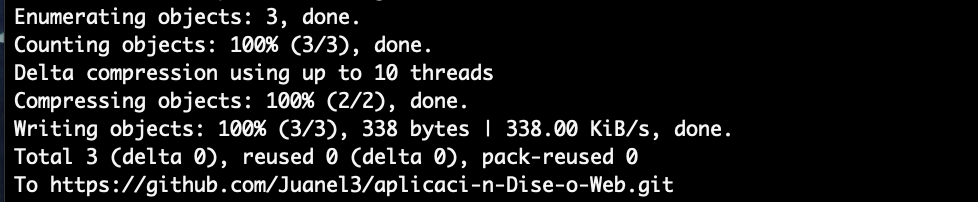 Enumerating objects: 3, done.
Counting objects: 100% (3/3), done.
Delta compression using up to 10 threads
Compressing objects: 100% (2/2), done.
Writing objects: 100% (3/3), 338 bytes | 338.00 KiB/s, done.
Total 3 (delta 0), reused 0 (delta 0), pack-reused 0
To https://github.com/Juanel3/aplicaci-n-Dise-o-Web.git